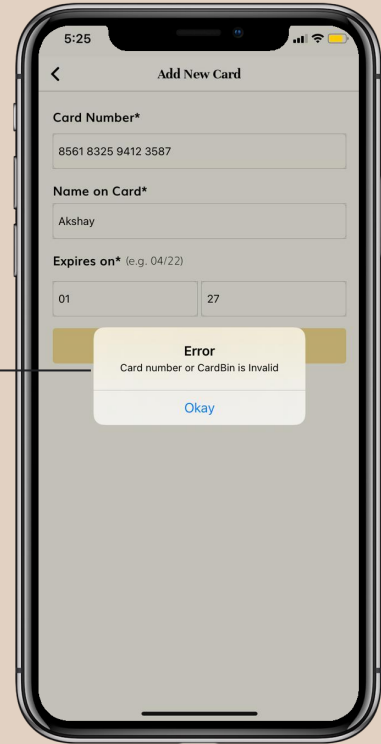 5:25
Add New Card
Card Number*
8561 8325 9412 3587
Name on Card*
Akshay
Expires on* (e.g. 04/22)
01 27
Error
Card number or CardBin is Invalid
Okay